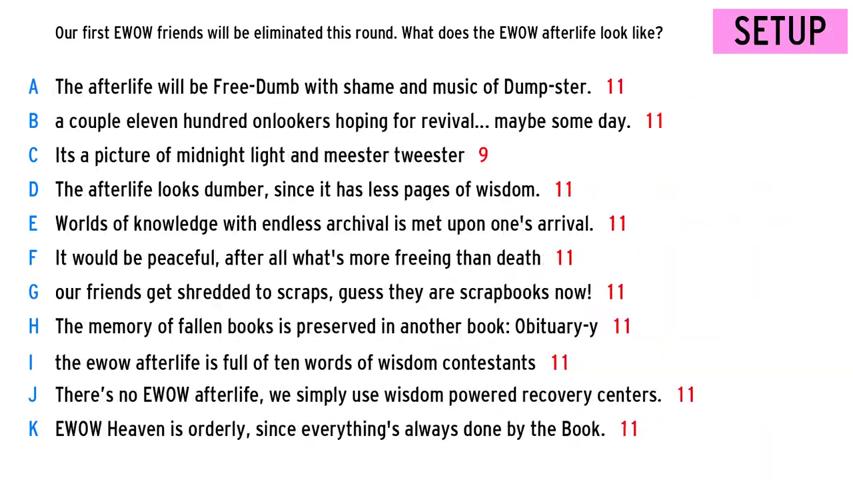 Our first EWOW friends will be eliminated this round. What does the EWOW afterlife look like?
SETUP
A The afterlife will be Free-Dumb with shame and music of Dump-ster. 11
B a couple eleven hundred onlookers hoping for revival... maybe some day. 11
C Its a picture of midnight light and meester tweester 9
D The afterlife looks dumber, since it has less pages of wisdom. 11
E Worlds of knowledge with endless archival is met upon one's arrival. 11
F It would be peaceful, after all what's more freeing than death 11
G our friends get shredded to scraps, guess they are scrapbooks now! 11
H The memory of fallen books is preserved in another book: Obituary-y 11
I the ewow afterlife is full of ten words of wisdom contestants 11
J There’s no EWOW afterlife, we simply use wisdom powered recovery centers. 11
K EWOW Heaven is orderly, since everything's always done by the Book. 11